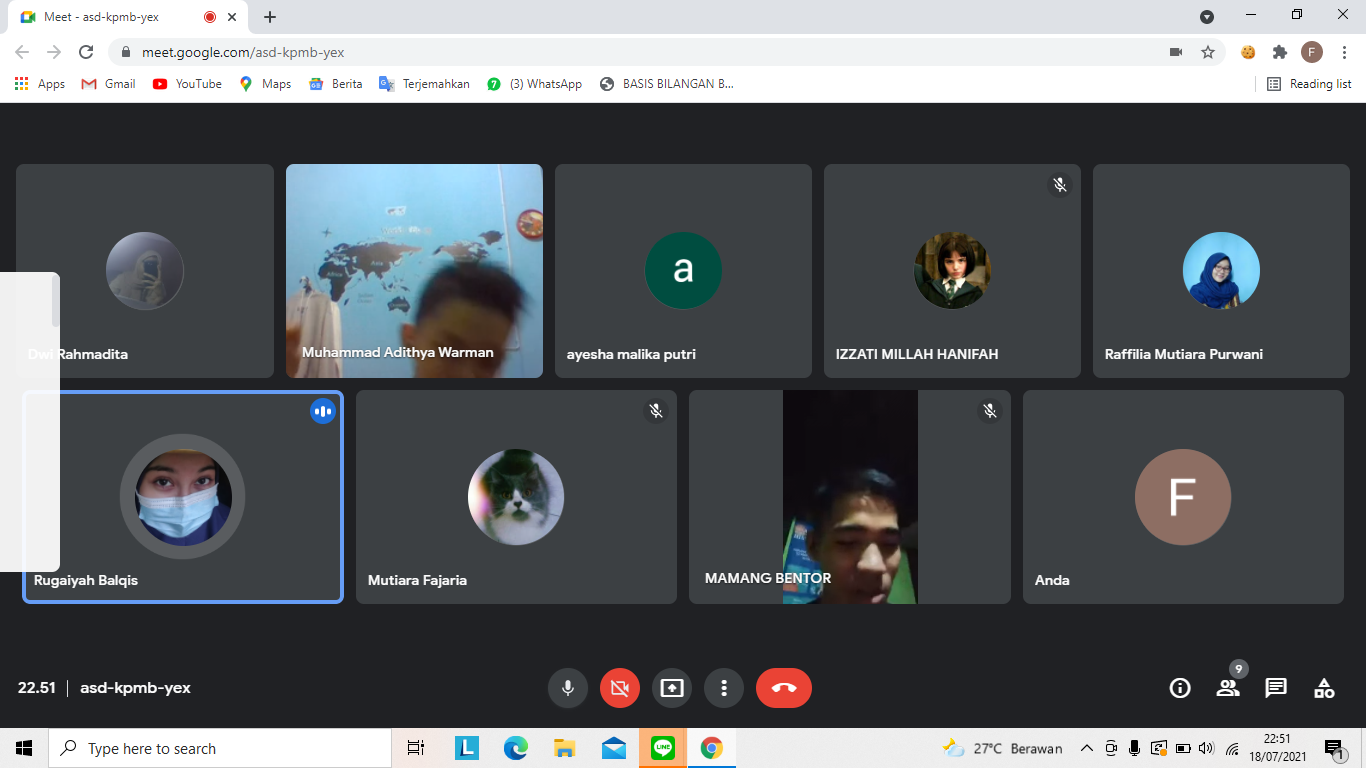 Meet - asd-kpmb-yex
meet.google.com/asd-kpmb-yex
F
Apps
Gmail
YouTube
Maps
Berita
Terjemahkan
7
(3) WhatsApp
BASIS BILANGAN B...
Reading list
Dwi Rahmadita
Muhammad Adithya Warman
a
ayesha malika putri
IZZATI MILLAH HANIFAH
Raffilia Mutiara Purwani
Rugaiyah Balqis
Mutiara Fajaria
MAMANG BENTOR
F
Anda
22.51
asd-kpmb-yex
9
Type here to search
L
LINE
27°C Berawan
22:51
18/07/2021
1